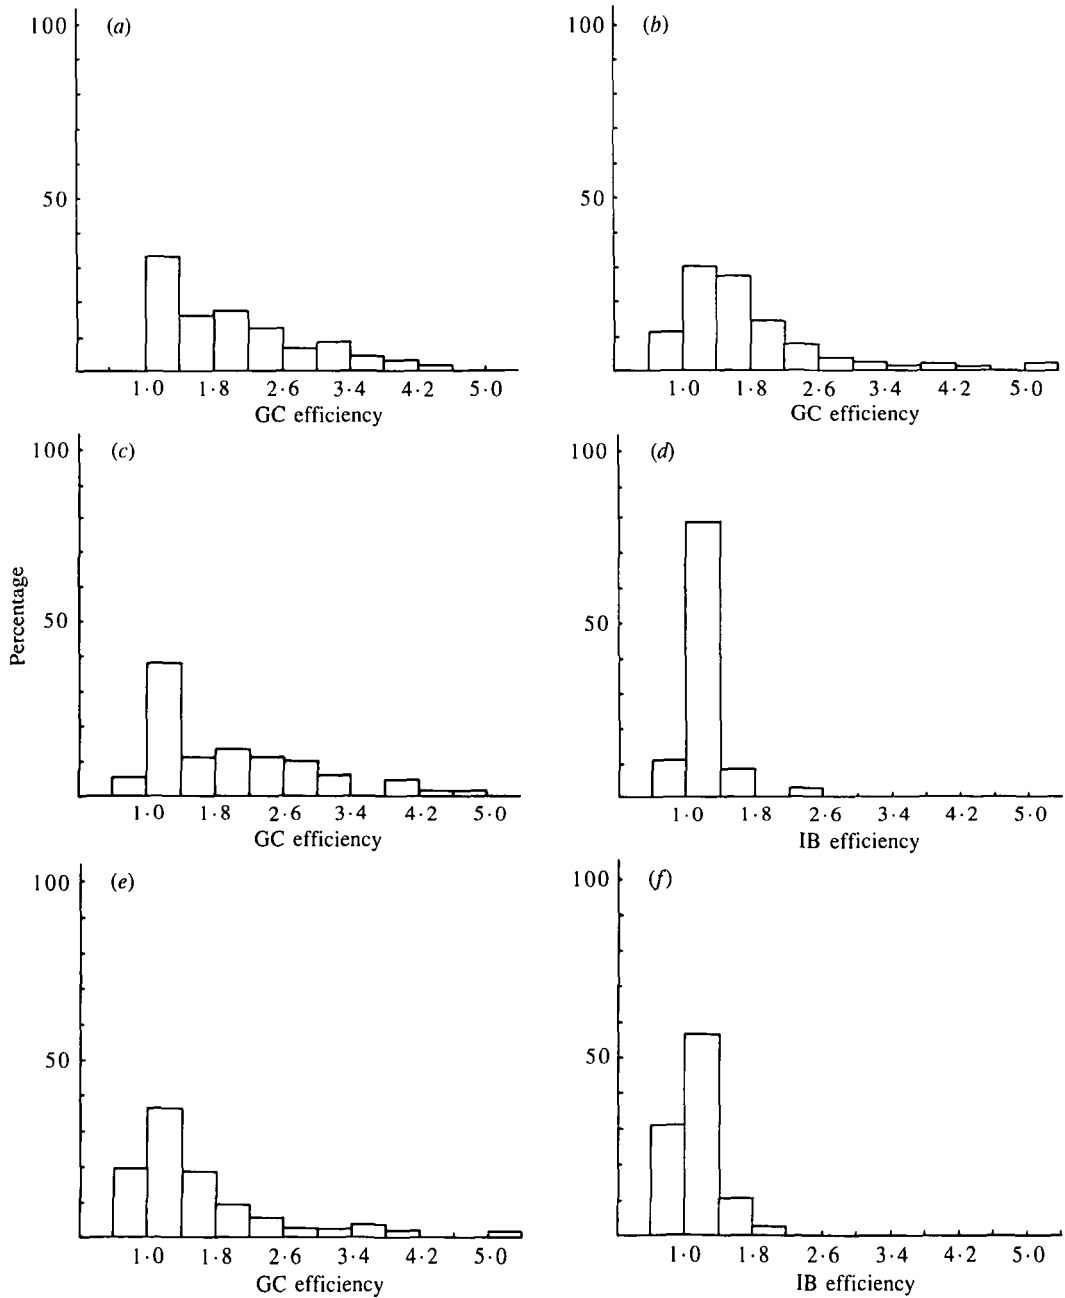 100 (a)
50
1·0 1·8 2·6 3·4 4·2 5·0
GC efficiency
100 (b)
50
1·0 1·8 2·6 3·4 4·2 5·0
GC efficiency
Percentage
100 (c)
50
1·0 1·8 2·6 3·4 4·2 5·0
GC efficiency
100 (d)
50
1·0 1·8 2·6 3·4 4·2 5·0
IB efficiency
100 (e)
50
1·0 1·8 2·6 3·4 4·2 5·0
GC efficiency
100 (f)
50
1·0 1·8 2·6 3·4 4·2 5·0
IB efficiency